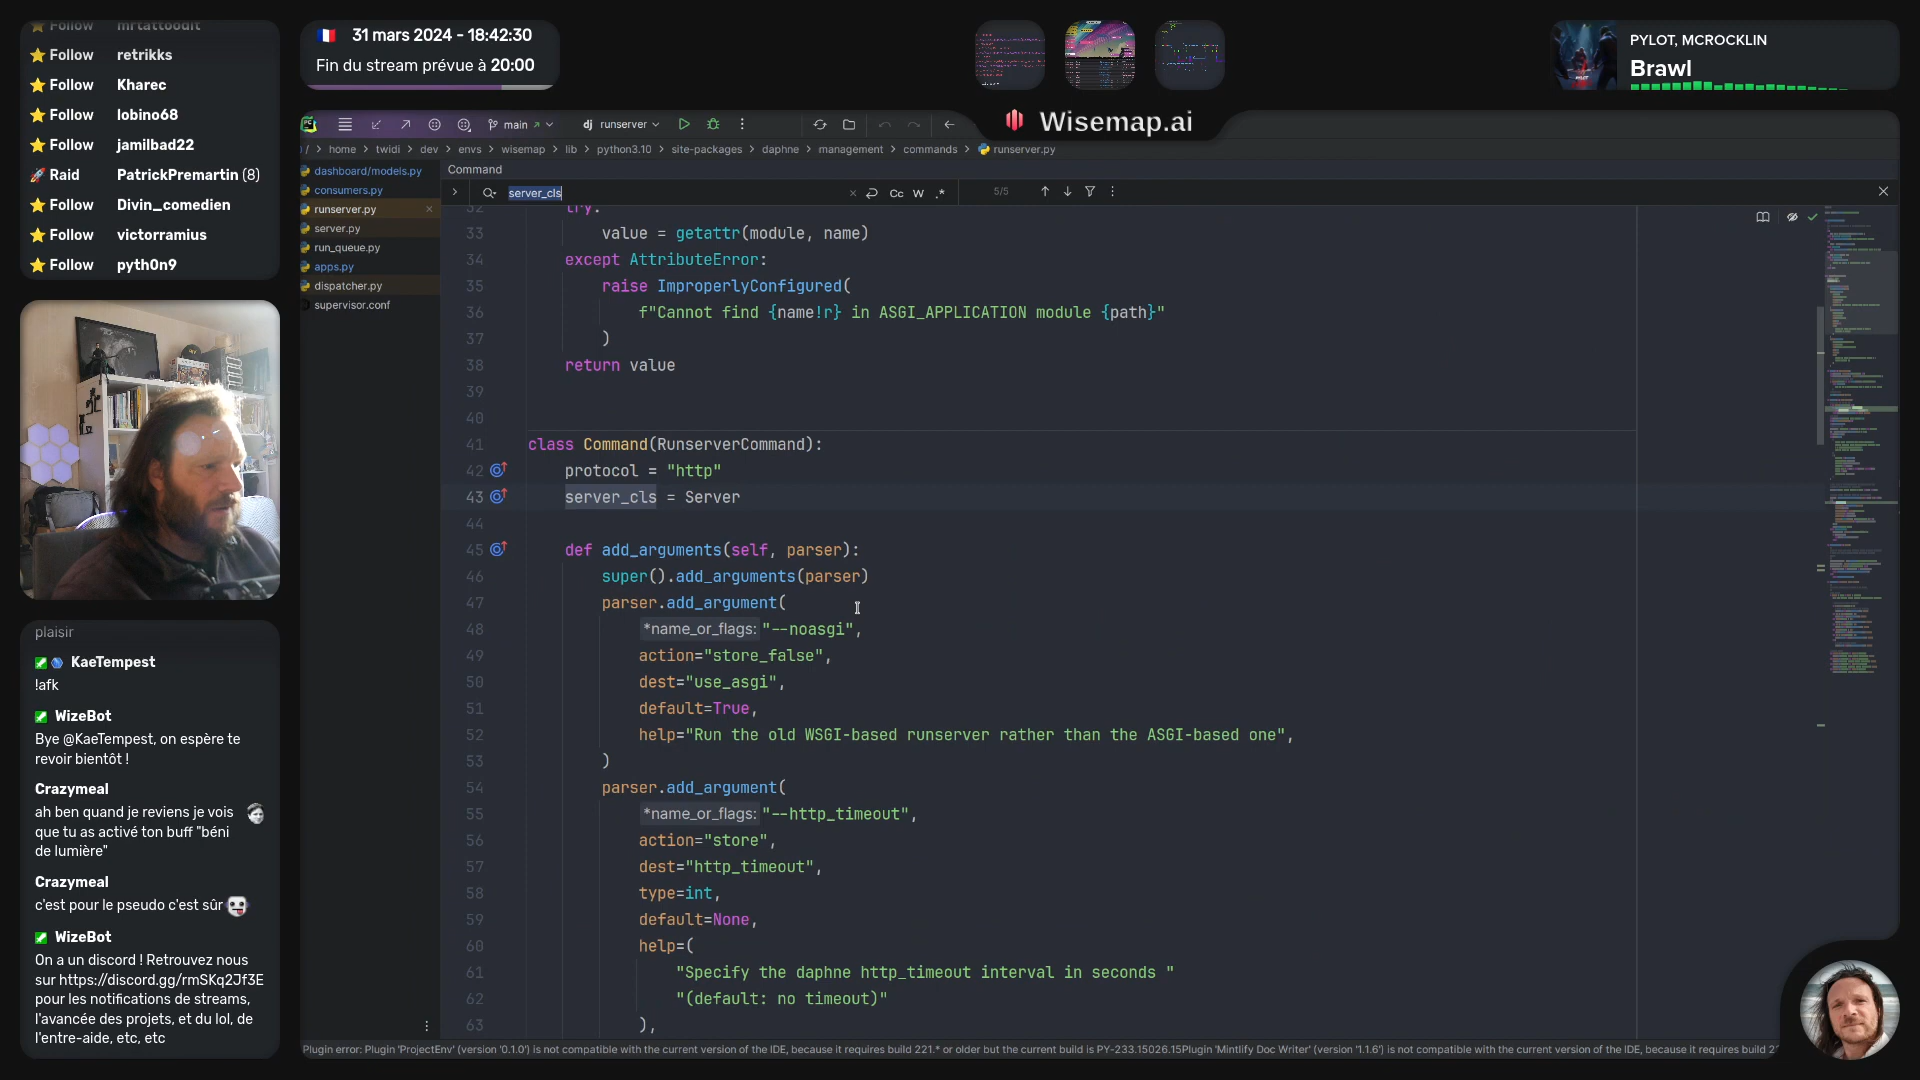 Follow mrtattoodit
Follow retrikks
Follow Kharec
Follow lobino68
Follow jamilbad22
Raid PatrickPremartin (8)
Follow Divin_comedien
Follow victorramius
Follow pyth0n9
31 mars 2024 - 18:42:30
Fin du stream prévue à 20:00
PYLOT, MCROCKLIN
Brawl
Wisemap.ai
PC main dj runserver
/ home twidi dev envs wisemap lib python3.10 site-packages daphne management commands runserver.py
dashboard/models.py
consumers.py
runserver.py
server.py
run_queue.py
apps.py
dispatcher.py
supervisor.conf
Command
server_cls Cc W .* 5/5
32 try:
33 value = getattr(module, name)
34 except AttributeError:
35 raise ImproperlyConfigured(
36 f"Cannot find {name!r} in ASGI_APPLICATION module {path}"
37 )
38 return value
39
40
41 class Command(RunserverCommand):
42 protocol = "http"
43 server_cls = Server
44
45 def add_arguments(self, parser):
46 super().add_arguments(parser)
47 parser.add_argument(
48 *name_or_flags: "--noasgi",
49 action="store_false",
50 dest="use_asgi",
51 default=True,
52 help="Run the old WSGI-based runserver rather than the ASGI-based one",
53 )
54 parser.add_argument(
55 *name_or_flags: "--http_timeout",
56 action="store",
57 dest="http_timeout",
58 type=int,
59 default=None,
60 help=(
61 "Specify the daphne http_timeout interval in seconds "
62 "(default: no timeout)"
63 ),
plaisir
KaeTempest
!afk
WizeBot
Bye @KaeTempest, on espère te
revoir bientôt !
Crazymeal
ah ben quand je reviens je vois
que tu as activé ton buff "béni
de lumière"
Crazymeal
c'est pour le pseudo c'est sûr
WizeBot
On a un discord ! Retrouvez nous
sur https://discord.gg/rmSKq2Jf3E
pour les notifications de streams,
l'avancée des projets, et du lol, de
l'entre-aide, etc, etc
Plugin error: Plugin 'ProjectEnv' (version '0.1.0') is not compatible with the current version of the IDE, because it requires build 221.* or older but the current build is PY-233.15026.15Plugin 'Mintlify Doc Writer' (version '1.1.6') is not compatible with the current version of the IDE, because it requires build 22